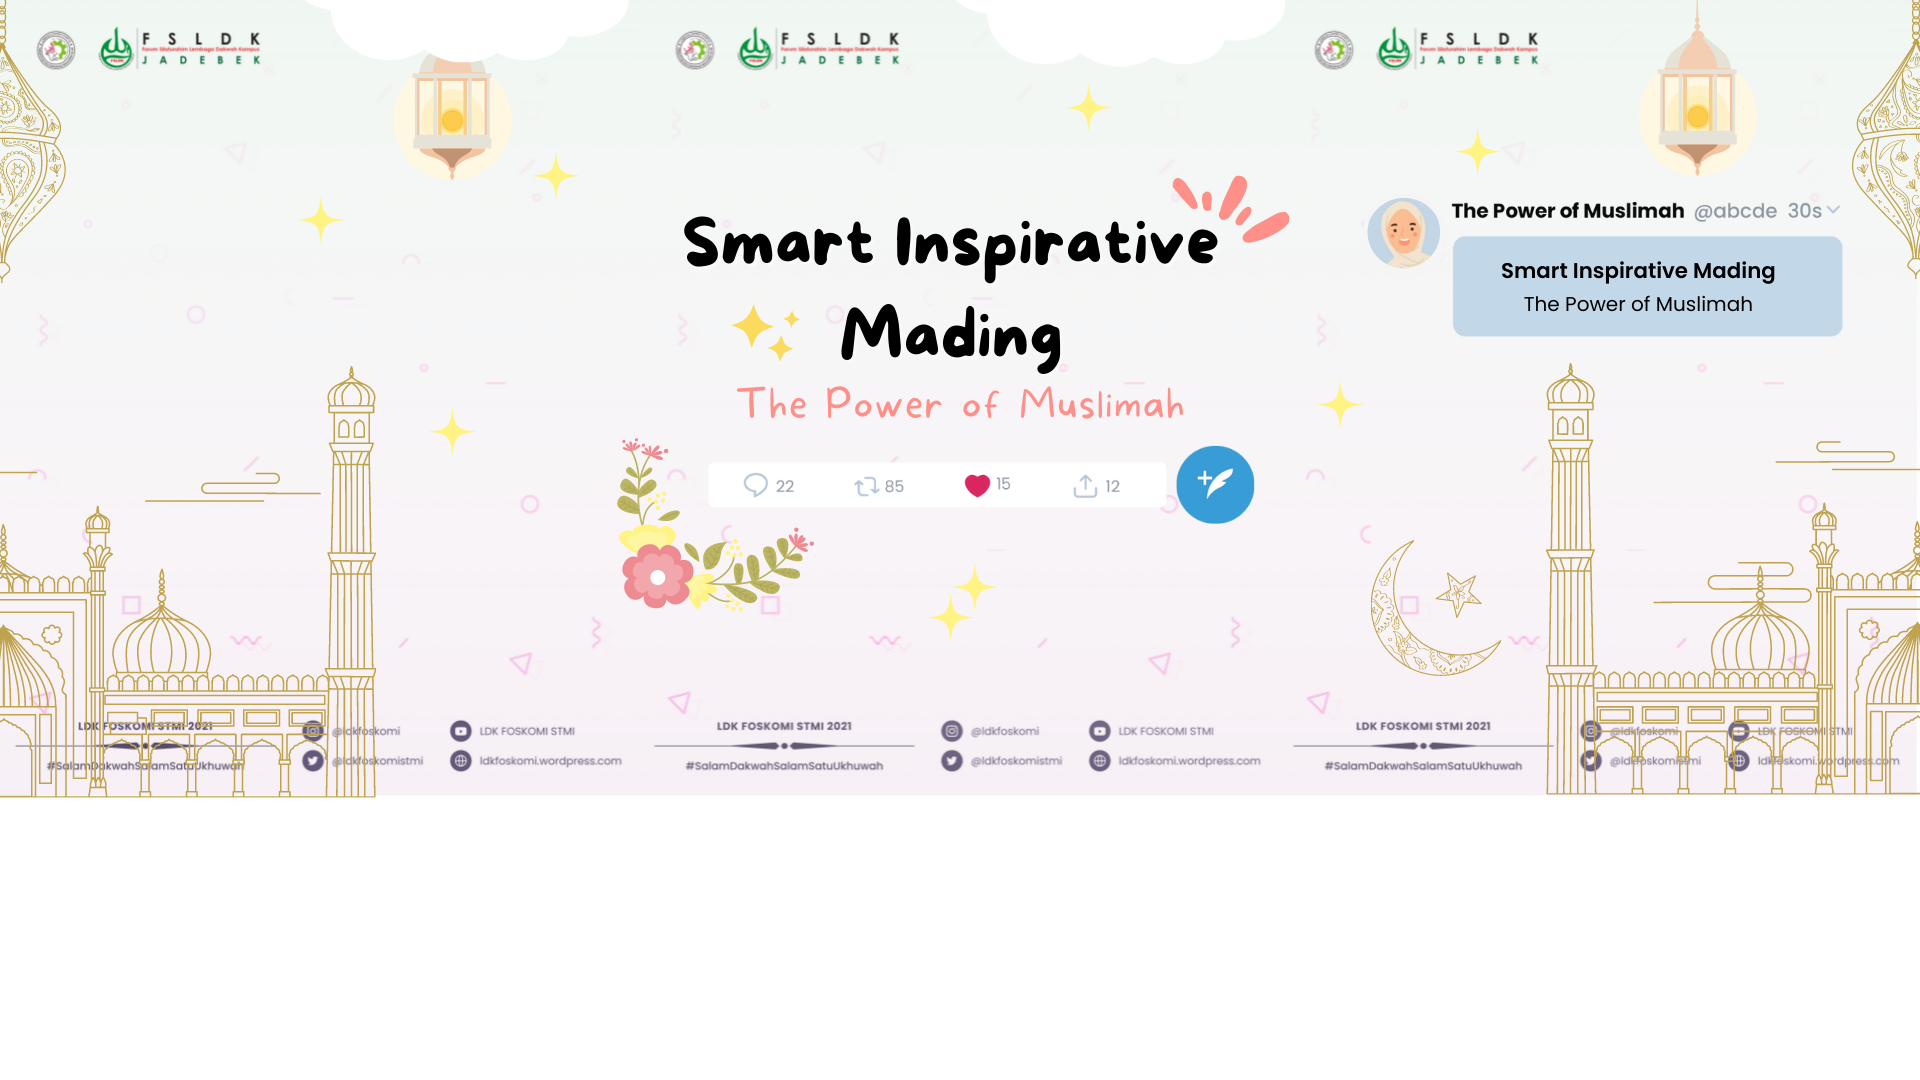 F S L D K
Forum Silaturahim Lembaga Dakwah Kampus
J A D E B E K
F S L D K
Forum Silaturahim Lembaga Dakwah Kampus
J A D E B E K
F S L D K
Forum Silaturahim Lembaga Dakwah Kampus
J A D E B E K
Smart Inspirative
Mading
The Power of Muslimah
22 85 15 12
The Power of Muslimah @abcde 30s
Smart Inspirative Mading
The Power of Muslimah
LDK FOSKOMI STMI 2021
#SalamDakwahSalamSatuUkhuwah
@ldkfoskomi
LDK FOSKOMI STMI
@ldkfoskomistmi
ldkfoskomi.wordpress.com
LDK FOSKOMI STMI 2021
#SalamDakwahSalamSatuUkhuwah
@ldkfoskomi
LDK FOSKOMI STMI
@ldkfoskomistmi
ldkfoskomi.wordpress.com
LDK FOSKOMI STMI 2021
#SalamDakwahSalamSatuUkhuwah
@ldkfoskomi
LDK FOSKOMI STMI
@ldkfoskomistmi
ldkfoskomi.wordpress.com